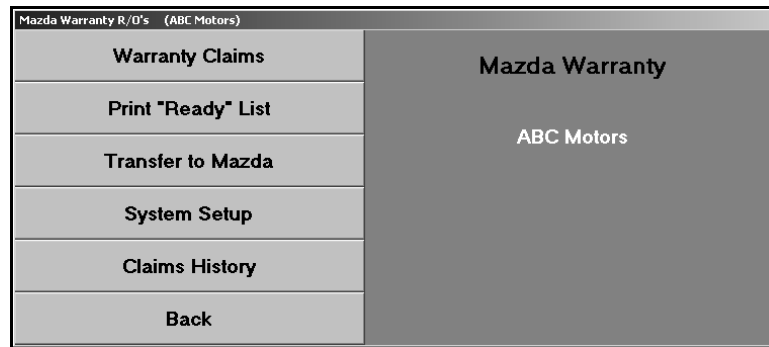 Mazda Warranty R/O's (ABC Motors)
Warranty Claims
Print "Ready" List
Transfer to Mazda
System Setup
Claims History
Back
Mazda Warranty
ABC Motors